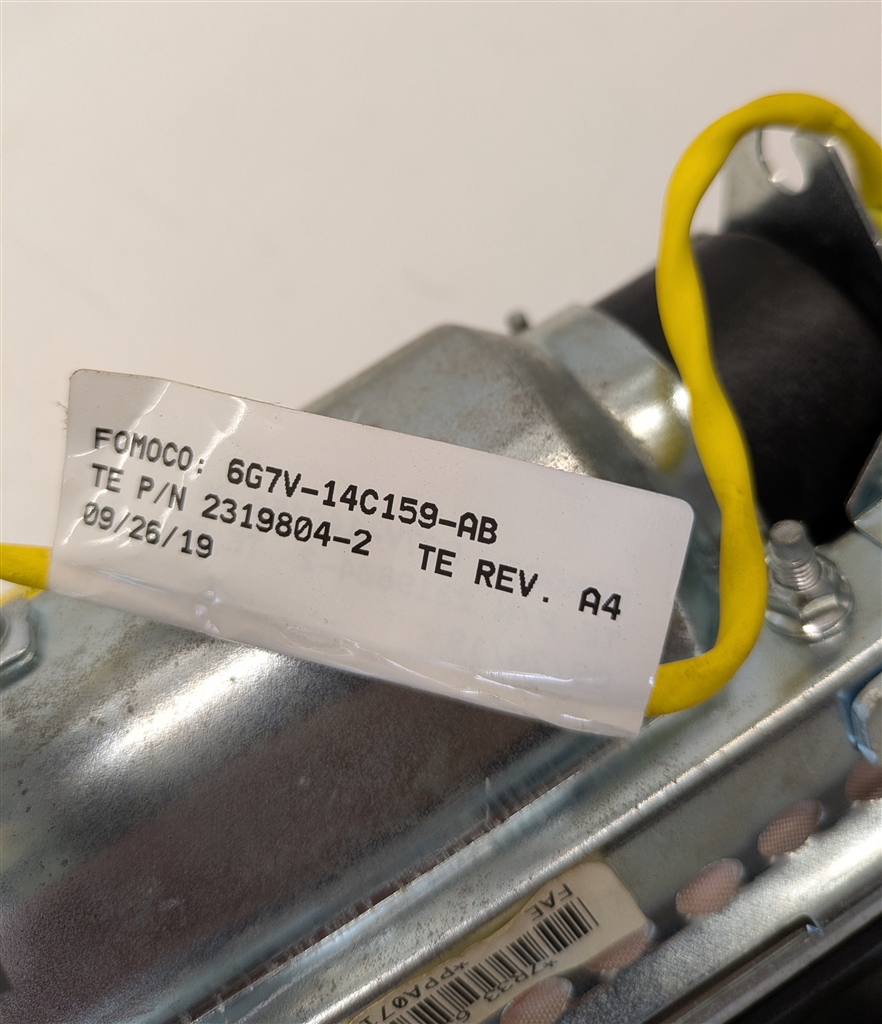 FOMOCO: 6G7V-14C159-AB
TE P/N 2319804-2 TE REV. A4
09/26/19
FAE